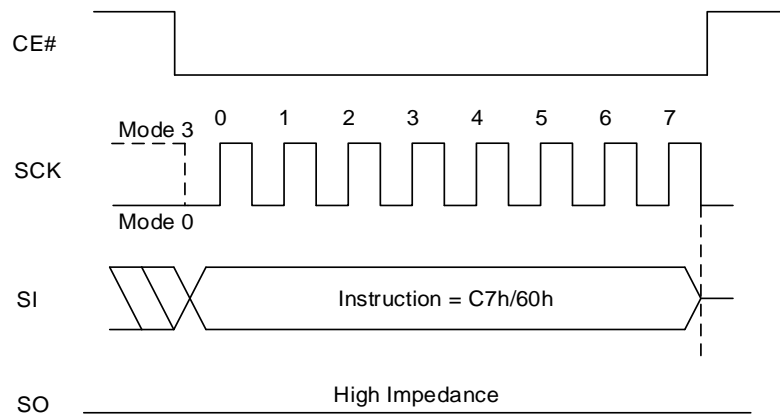 CE#
Mode 3
0 1 2 3 4 5 6 7
SCK
Mode 0
SI
Instruction = C7h/60h
SO
High Impedance